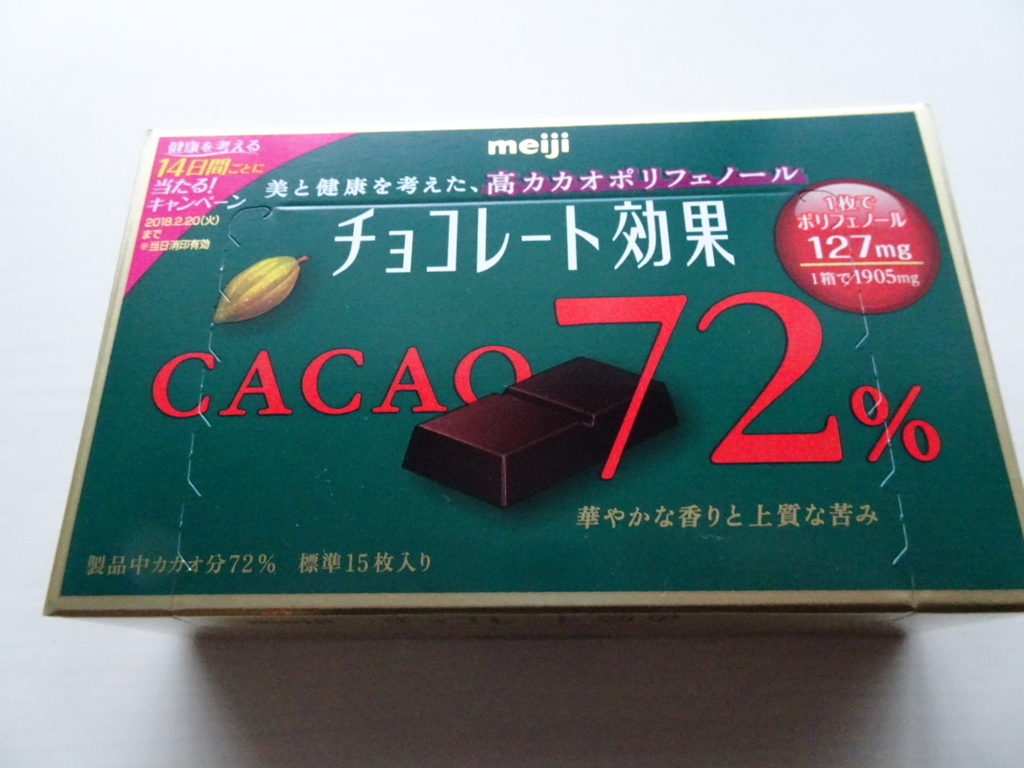 meiji
健康を考える
14日間ごとに
当たる!
キャンペーン
2018.2.20(火)
まで
※当日消印有効
美と健康を考えた、高カカオポリフェノール
チョコレート効果
1枚で
ポリフェノール
127mg
1箱で1905mg
CACAO 72%
華やかな香りと上質な苦み
製品中カカオ分72% 標準15枚入り